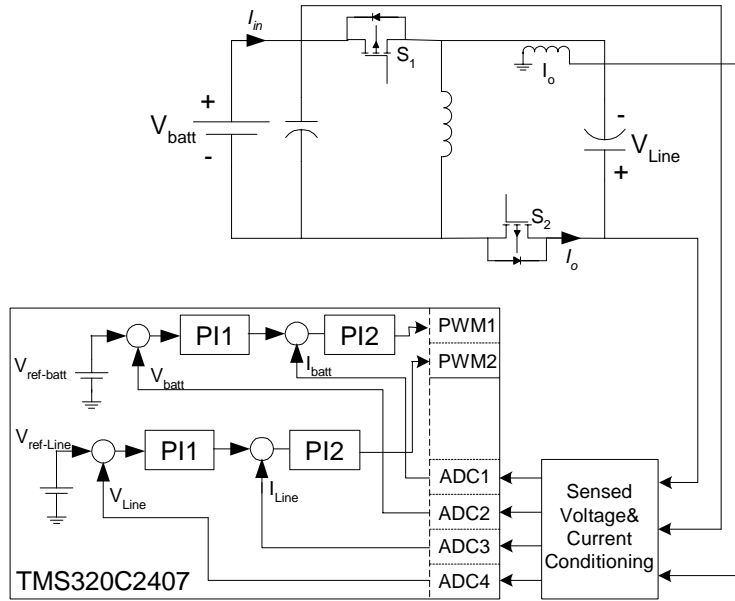 I_in
S_1
I_o
+
V_batt
-
-
V_Line
+
S_2
I_o
PI1
PI2
PWM1
V_ref-batt
V_batt
I_batt
PWM2
V_ref-Line
PI1
PI2
V_Line
I_Line
ADC1
ADC2
ADC3
ADC4
Sensed
Voltage&
Current
Conditioning
TMS320C2407